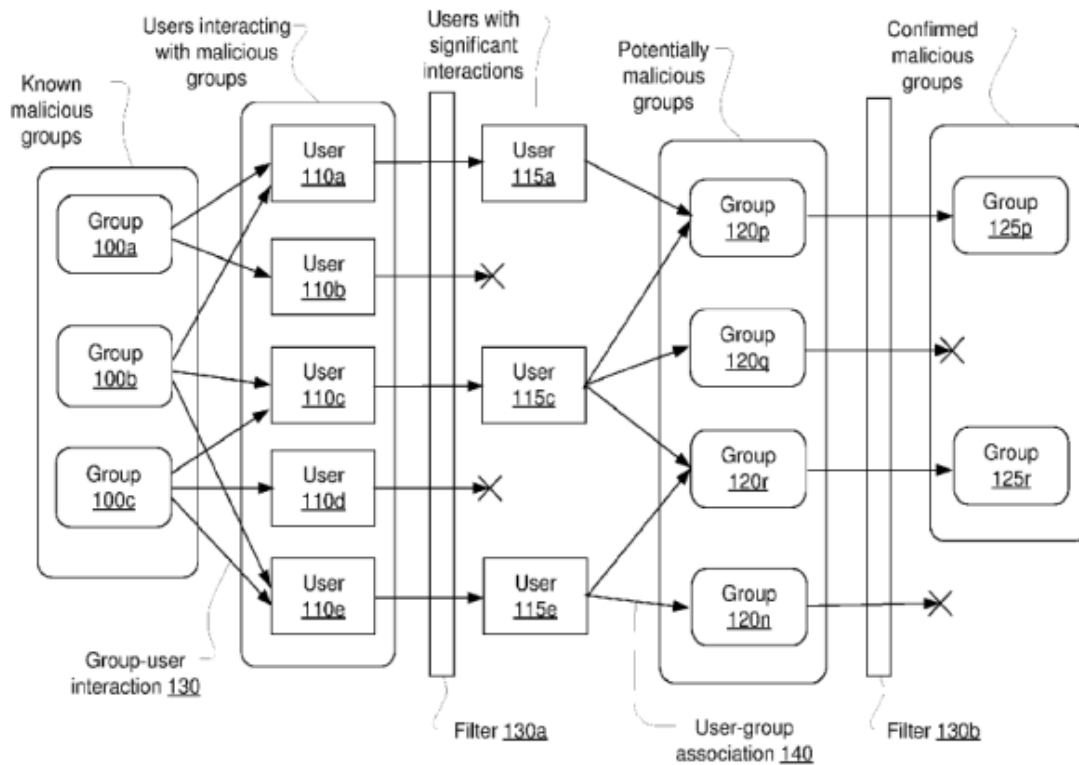 Users interacting
with malicious
groups
Users with
significant
interactions
Potentially
malicious
groups
Confirmed
malicious
groups
Known
malicious
groups
User
110a
User
115a
Group
100a
Group
120p
Group
125p
User
110b
Group
100b
User
110c
User
115c
Group
120q
Group
100c
User
110d
Group
120r
Group
125r
User
110e
User
115e
Group
120n
Group-user
interaction 130
Filter 130a
User-group
association 140
Filter 130b